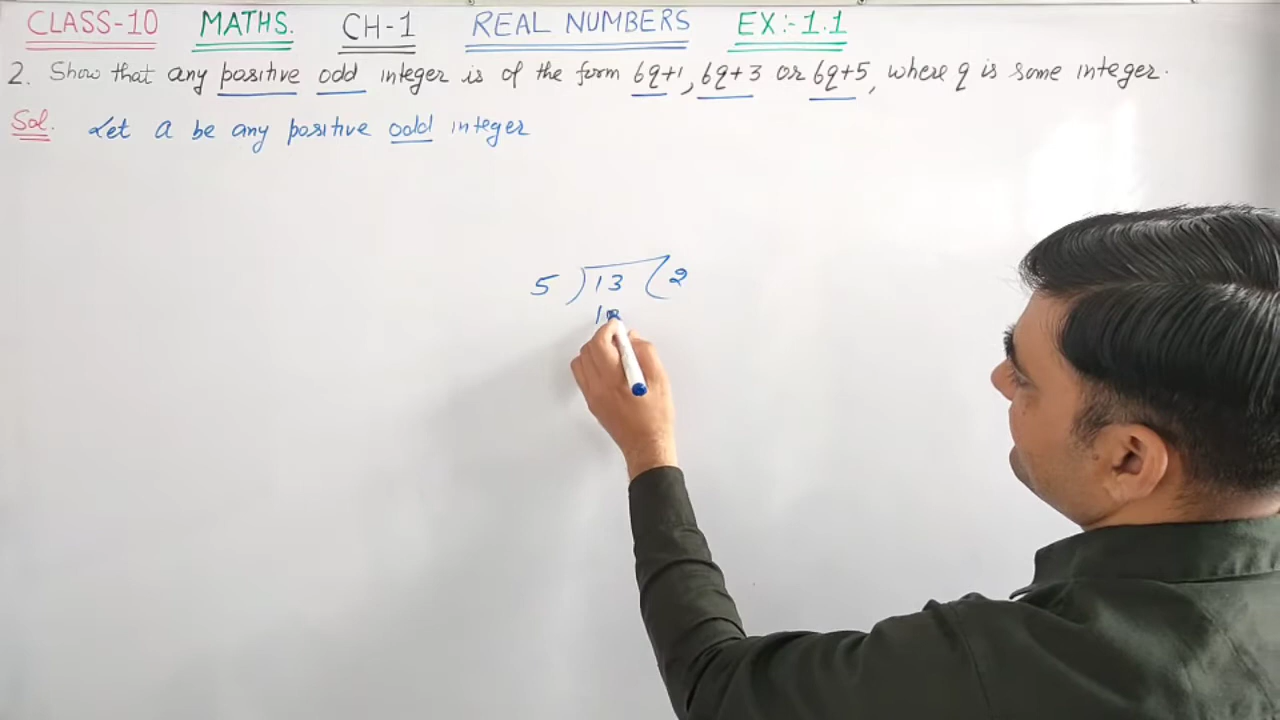 CLASS-10 MATHS. CH-1 REAL NUMBERS EX:-1.1
2. Show that any positive odd integer is of the form 6q+1, 6q+3 or 6q+5, where q is some integer.
Sol. Let a be any positive odd integer
5 ) 13 ( 2
10